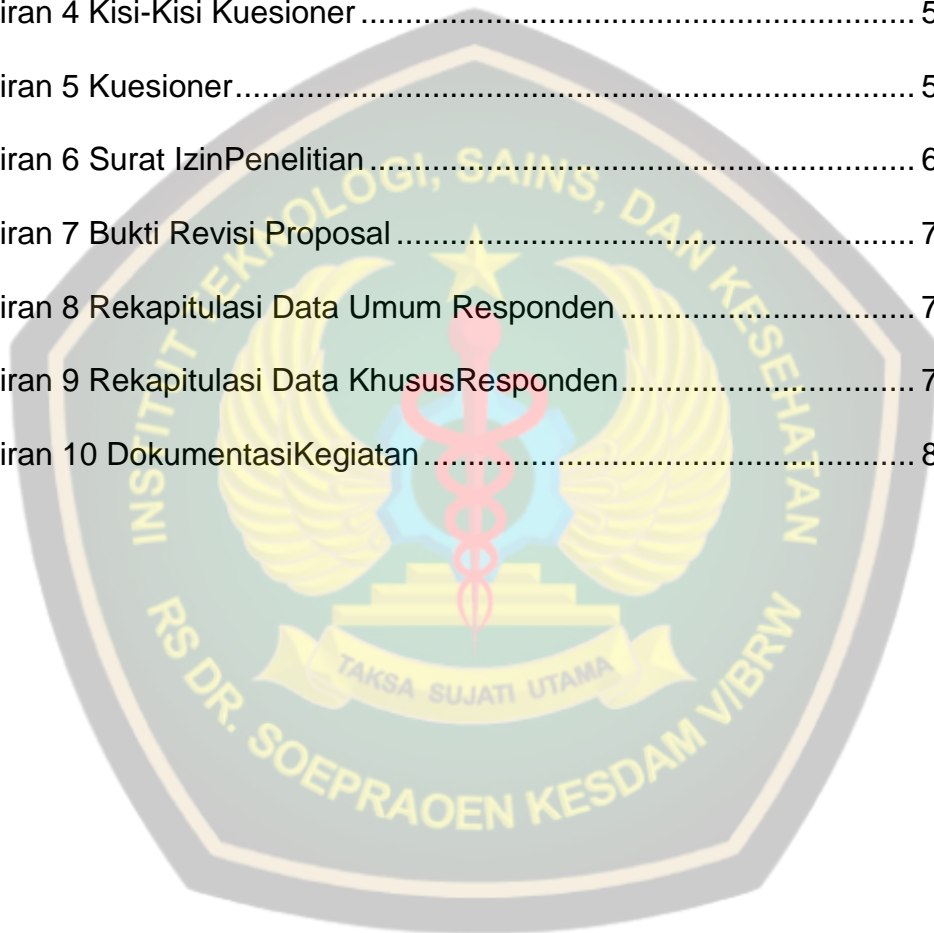 iran 4 Kisi-Kisi Kuesioner ............................................................. 5
iran 5 Kuesioner........................................................................... 5
iran 6 Surat IzinPenelitian ............................................................ 6
iran 7 Bukti Revisi Proposal ......................................................... 7
iran 8 Rekapitulasi Data Umum Responden ................................ 7
iran 9 Rekapitulasi Data KhususResponden................................ 7
iran 10 DokumentasiKegiatan ...................................................... 8
INSTITUT TEKNOLOGI, SAINS, DAN KESEHATAN
TAKSA SUJATI UTAMA
RS DR. SOEPRAOEN KESDAM V/BRW